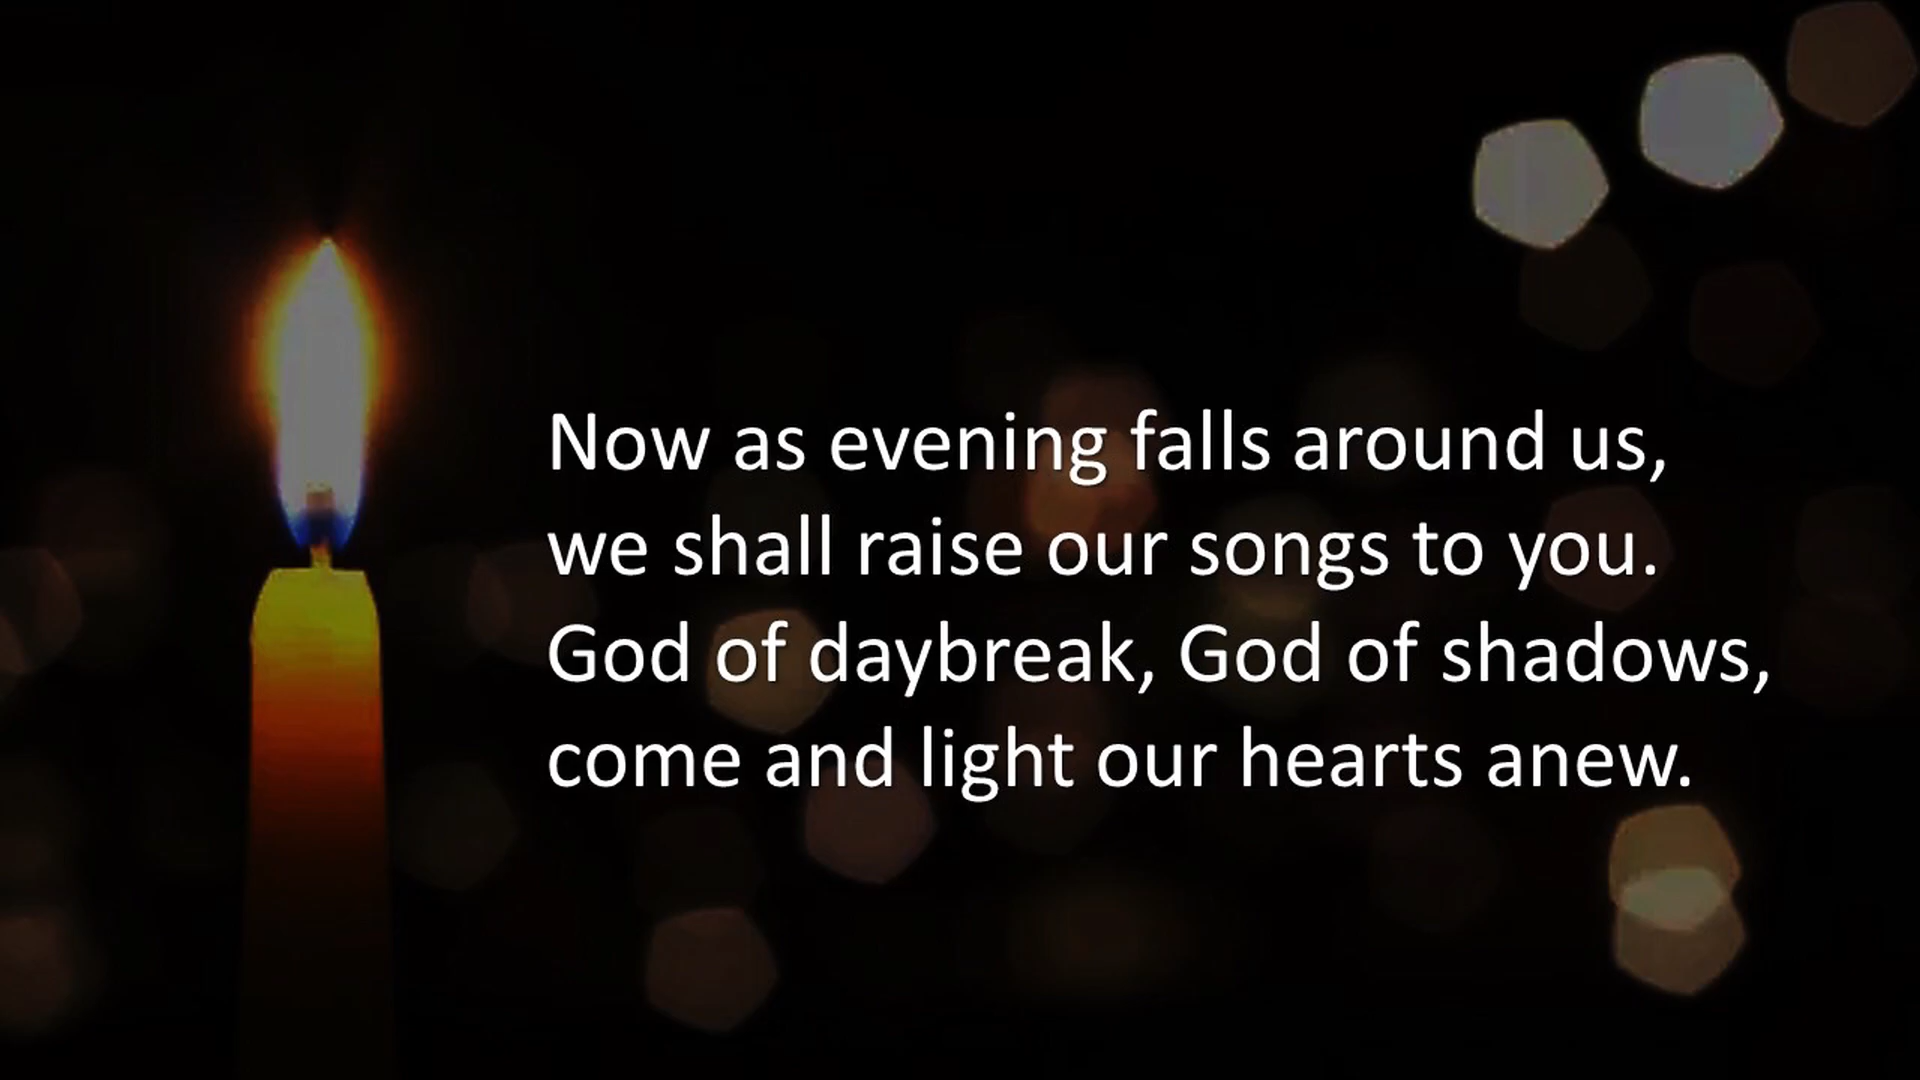 Now as evening falls around us,
we shall raise our songs to you.
God of daybreak, God of shadows,
come and light our hearts anew.